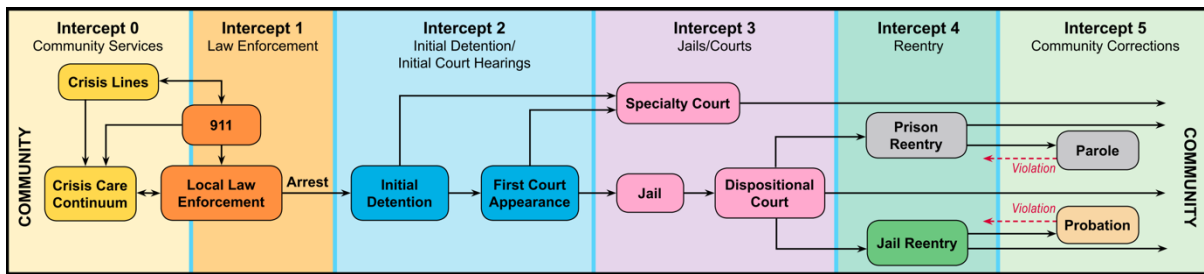 Intercept 0
Community Services
Intercept 1
Law Enforcement
Intercept 2
Initial Detention/
Initial Court Hearings
Intercept 3
Jails/Courts
Intercept 4
Reentry
Intercept 5
Community Corrections
COMMUNITY
Crisis Lines
911
Crisis Care
Continuum
Local Law
Enforcement
Arrest
Initial
Detention
First Court
Appearance
Specialty Court
Jail
Dispositional
Court
Prison
Reentry
Parole
Violation
Jail Reentry
Violation
Probation
COMMUNITY